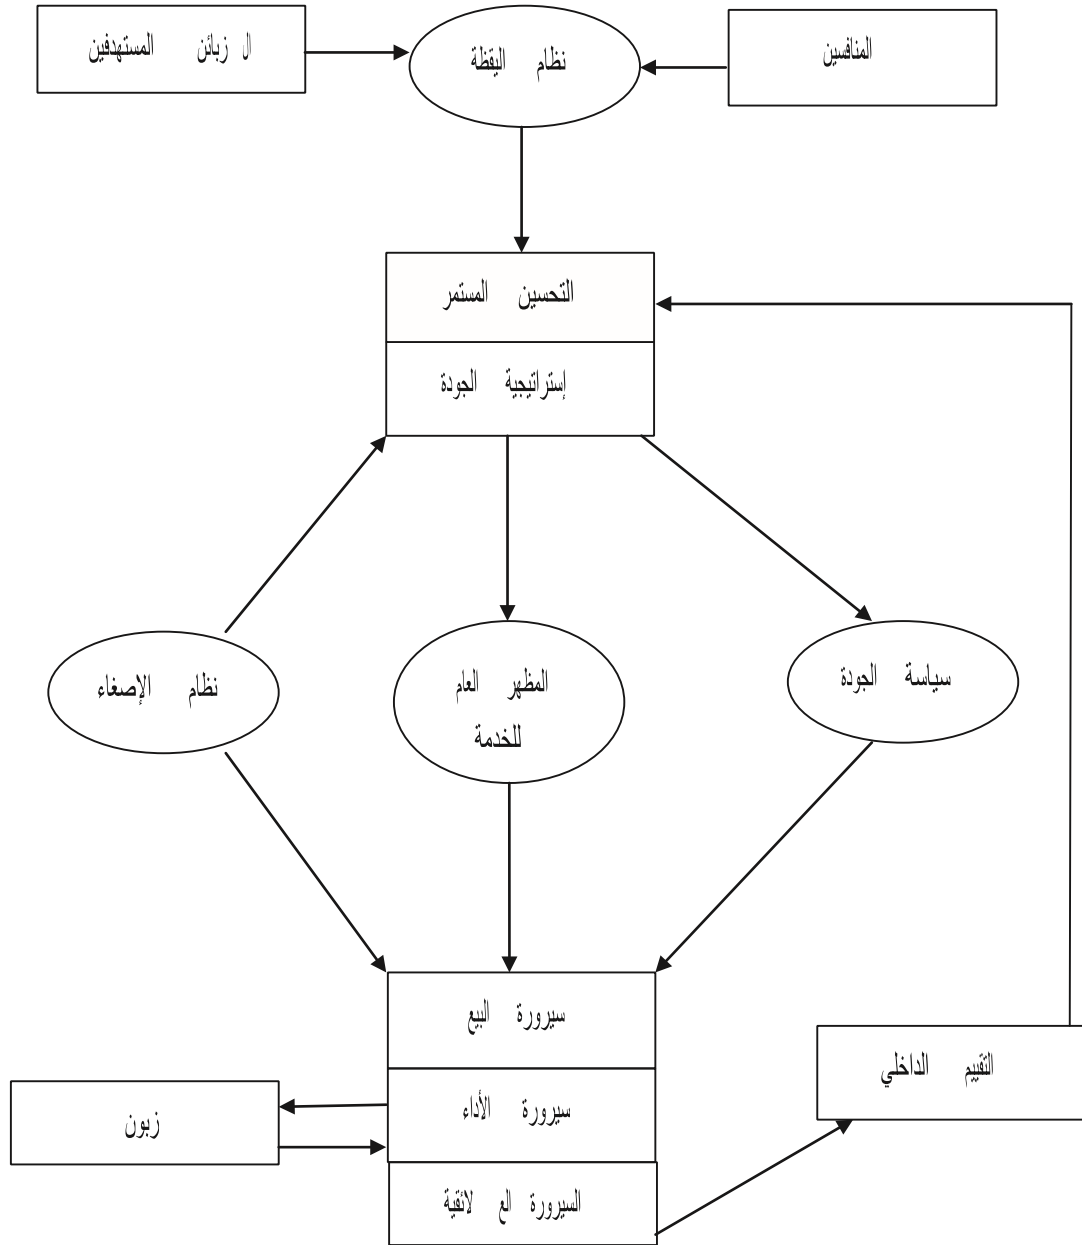 ال زبائن المستهدفين
نظام اليقظة
المنافسين
التحسين المستمر
إستراتيجية الجودة
نظام الإصغاء
المظهر العام
للخدمة
سياسة الجودة
سيرورة البيع
سيرورة الأداء
السيرورة الع لائقية
زبون
التقييم الداخلي